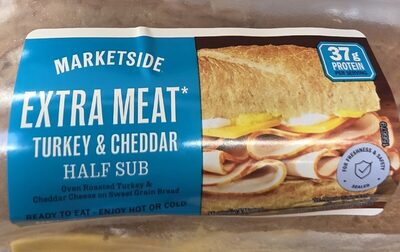 MARKETSIDE
EXTRA MEAT*
TURKEY & CHEDDAR
HALF SUB
Oven Roasted Turkey &
Cheddar Cheese on Sweet Grain Bread
READY TO EAT - ENJOY HOT OR COLD
37g
PROTEIN
PER SERVING
FOR FRESHNESS & SAFETY
SEALED